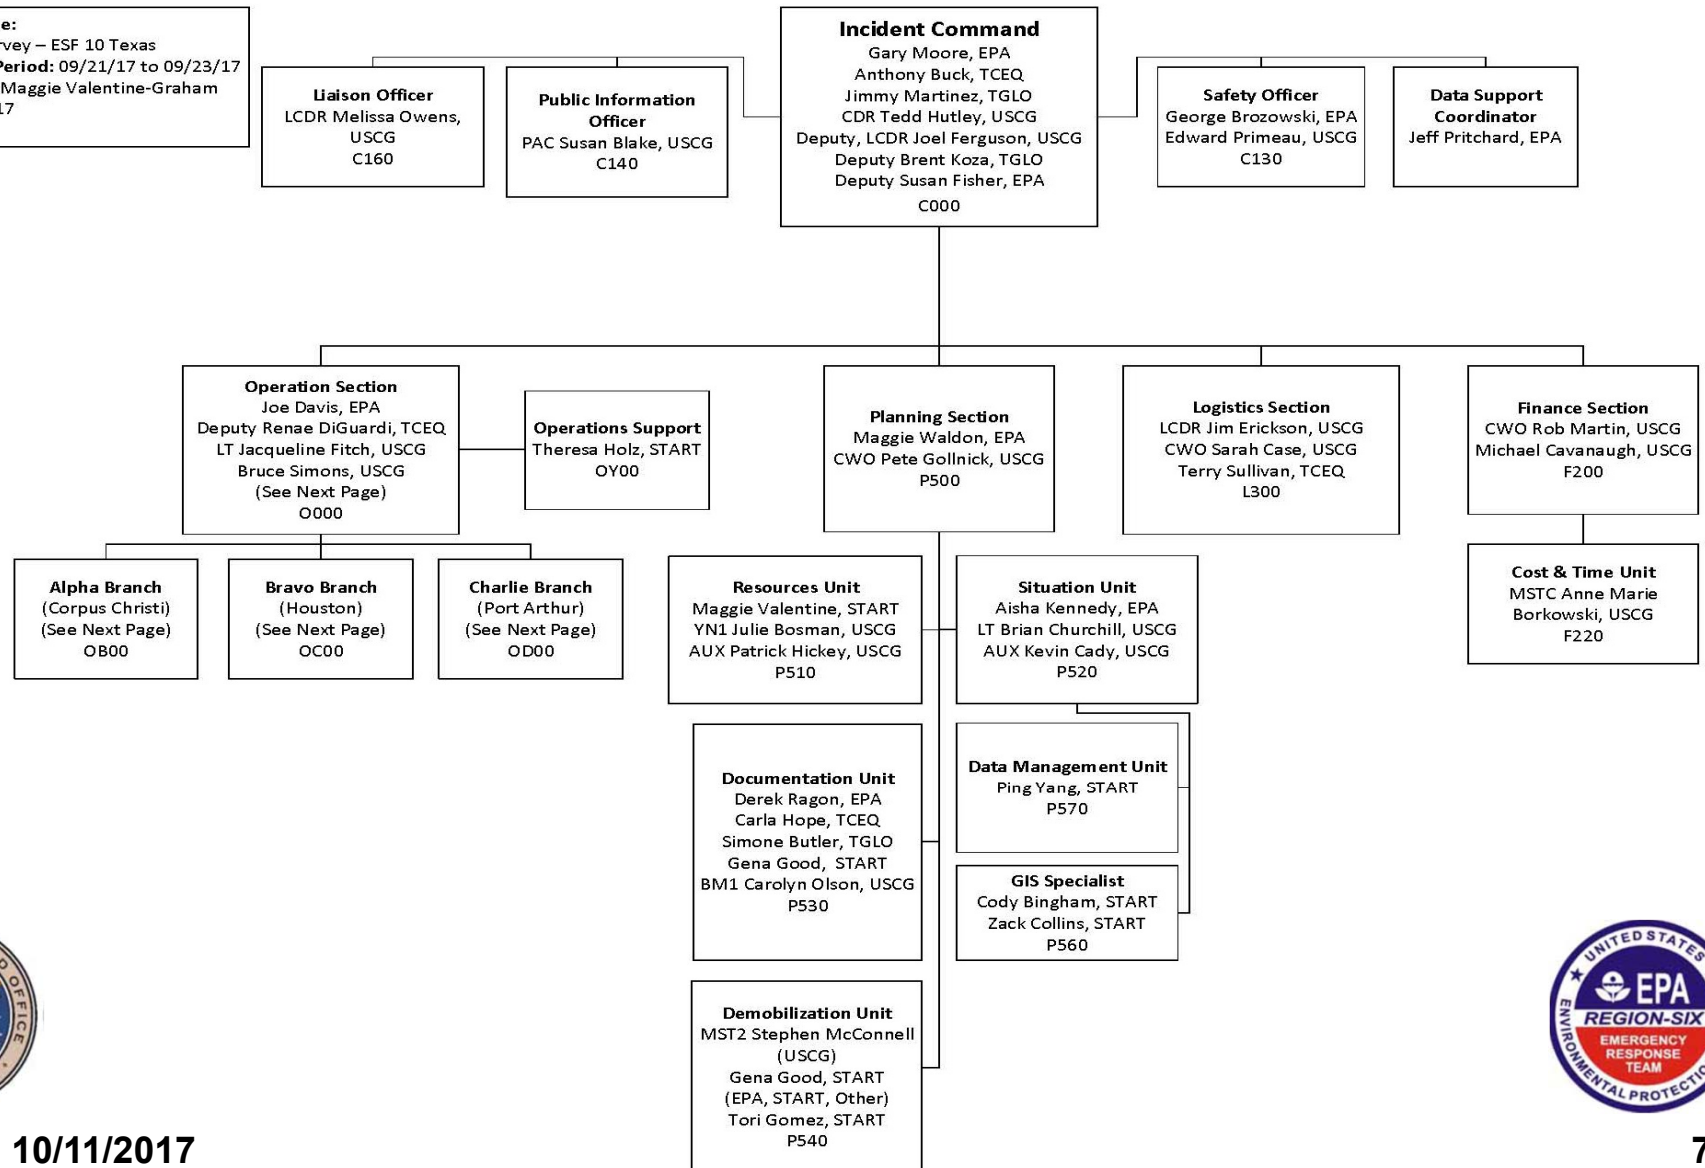 e:
rvey – ESF 10 Texas
Period: 09/21/17 to 09/23/17
Maggie Valentine-Graham
17
Liaison Officer
LCDR Melissa Owens,
USCG
C160
Public Information
Officer
PAC Susan Blake, USCG
C140
Incident Command
Gary Moore, EPA
Anthony Buck, TCEQ
Jimmy Martinez, TGLO
CDR Tedd Hutley, USCG
Deputy, LCDR Joel Ferguson, USCG
Deputy Brent Koza, TGLO
Deputy Susan Fisher, EPA
C000
Safety Officer
George Brozowski, EPA
Edward Primeau, USCG
C130
Data Support
Coordinator
Jeff Pritchard, EPA
Operation Section
Joe Davis, EPA
Deputy Renae DiGuardi, TCEQ
LT Jacqueline Fitch, USCG
Bruce Simons, USCG
(See Next Page)
O000
Operations Support
Theresa Holz, START
OY00
Planning Section
Maggie Waldon, EPA
CWO Pete Gollnick, USCG
P500
Logistics Section
LCDR Jim Erickson, USCG
CWO Sarah Case, USCG
Terry Sullivan, TCEQ
L300
Finance Section
CWO Rob Martin, USCG
Michael Cavanaugh, USCG
F200
Alpha Branch
(Corpus Christi)
(See Next Page)
OB00
Bravo Branch
(Houston)
(See Next Page)
OC00
Charlie Branch
(Port Arthur)
(See Next Page)
OD00
Resources Unit
Maggie Valentine, START
YN1 Julie Bosman, USCG
AUX Patrick Hickey, USCG
P510
Situation Unit
Aisha Kennedy, EPA
LT Brian Churchill, USCG
AUX Kevin Cady, USCG
P520
Cost & Time Unit
MSTC Anne Marie
Borkowski, USCG
F220
Documentation Unit
Derek Ragon, EPA
Carla Hope, TCEQ
Simone Butler, TGLO
Gena Good, START
BM1 Carolyn Olson, USCG
P530
Data Management Unit
Ping Yang, START
P570
GIS Specialist
Cody Bingham, START
Zack Collins, START
P560
Demobilization Unit
MST2 Stephen McConnell
(USCG)
Gena Good, START
(EPA, START, Other)
Tori Gomez, START
P540
OFFICE
UNITED STATES
EPA
REGION-SIX
EMERGENCY
RESPONSE
TEAM
ENVIRONMENTAL PROTECTIO
10/11/2017
7